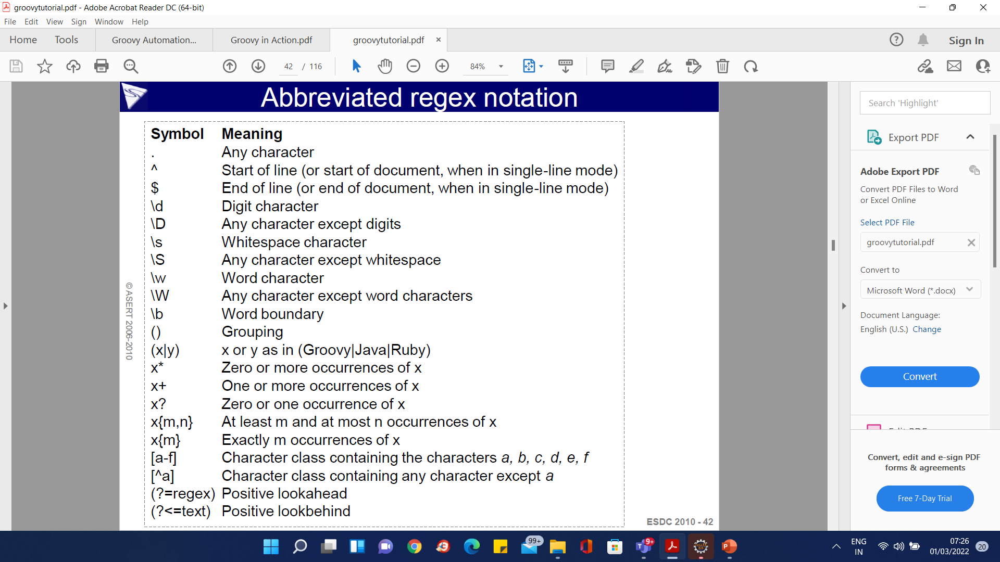 groovytutorial.pdf - Adobe Acrobat Reader DC (64-bit)
File Edit View Sign Window Help
Home Tools Groovy Automation... Groovy in Action.pdf groovytutorial.pdf × Sign In
42 / 116 84%
Abbreviated regex notation
Symbol Meaning
. Any character
^ Start of line (or start of document, when in single-line mode)
$ End of line (or end of document, when in single-line mode)
\d Digit character
\D Any character except digits
\s Whitespace character
\S Any character except whitespace
\w Word character
\W Any character except word characters
\b Word boundary
() Grouping
(x|y) x or y as in (Groovy|Java|Ruby)
x* Zero or more occurrences of x
x+ One or more occurrences of x
x? Zero or one occurrence of x
x{m,n} At least m and at most n occurrences of x
x{m} Exactly m occurrences of x
[a-f] Character class containing the characters a, b, c, d, e, f
[^a] Character class containing any character except a
(?=regex) Positive lookahead
(?<=text) Positive lookbehind
© ASERT 2006-2010
ESDC 2010 - 42
Search 'Highlight'
Export PDF
Adobe Export PDF
Convert PDF Files to Word
or Excel Online
Select PDF File
groovytutorial.pdf
Convert to
Microsoft Word (*.docx)
Document Language:
English (U.S.) Change
Convert
Convert, edit and e-sign PDF
forms & agreements
Free 7-Day Trial
99+
9+
ENG
IN
07:26
01/03/2022
20